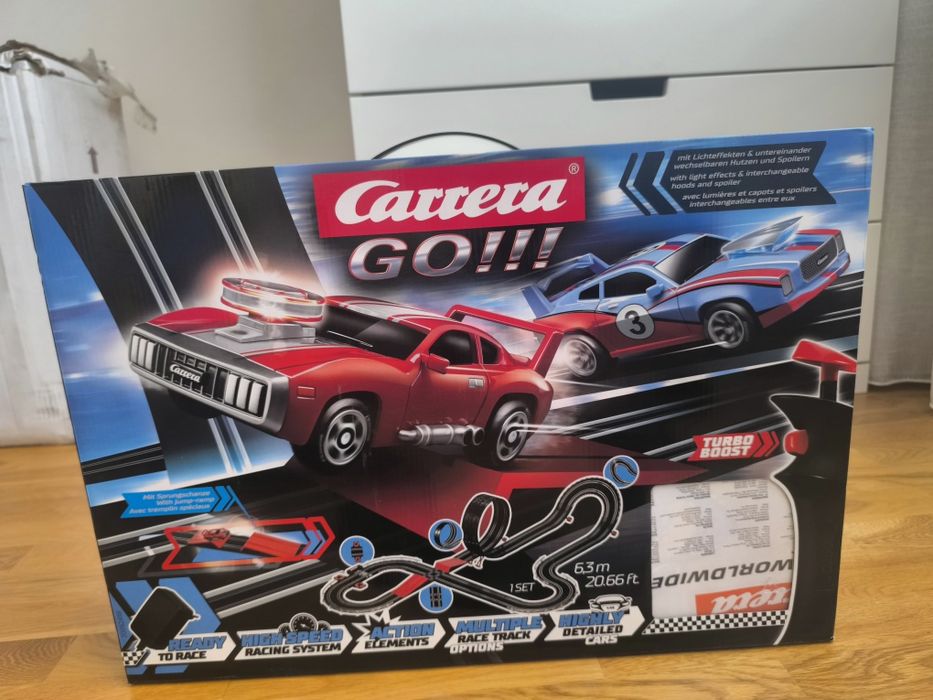 Carrera®
GO!!!
mit Lichteffekten & untereinander
wechselbaren Hutzen und Spoilern
with light effects & interchangeable
hoods and spoiler
avec lumières et capots et spoilers
interchangeables entre eux
3
Carrera
Carrera
TURBO
BOOST
Mit Sprungschanze
With jump-ramp
Avec tremplin spéciaux
1 SET
6.3 m
20.66 ft.
WORLDWIDE
READY
TO RACE
HIGH SPEED
RACING SYSTEM
ACTION
ELEMENTS
MULTIPLE
RACE TRACK
OPTIONS
HIGHLY
DETAILED
CARS